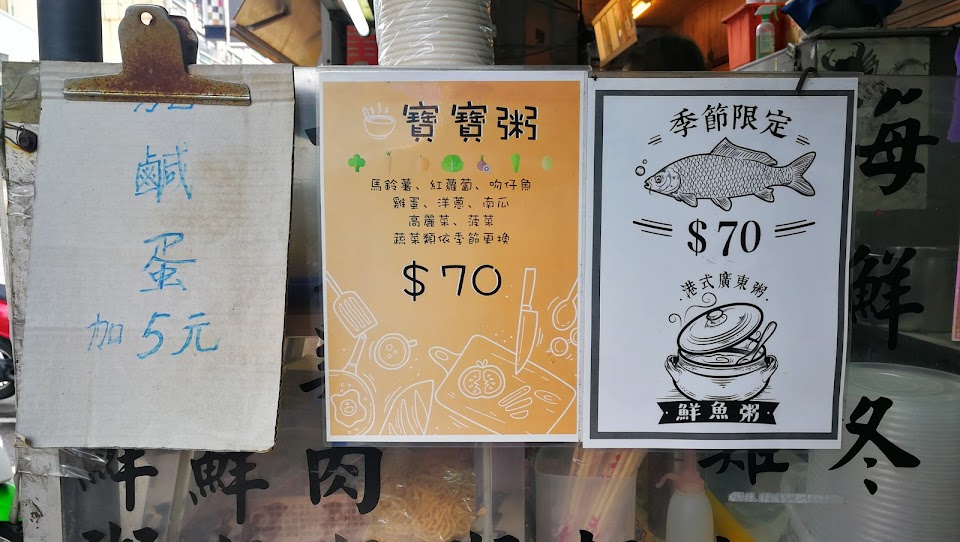 鹹
蛋
加5元
寶寶粥
馬鈴薯、紅蘿蔔、吻仔魚
雞蛋、洋蔥、南瓜
高麗菜、菠菜
蔬菜類依季節更換
$70
季節限定
$70
·港式廣東粥·
·鮮魚粥·
每
鮮
冬
鮮肉